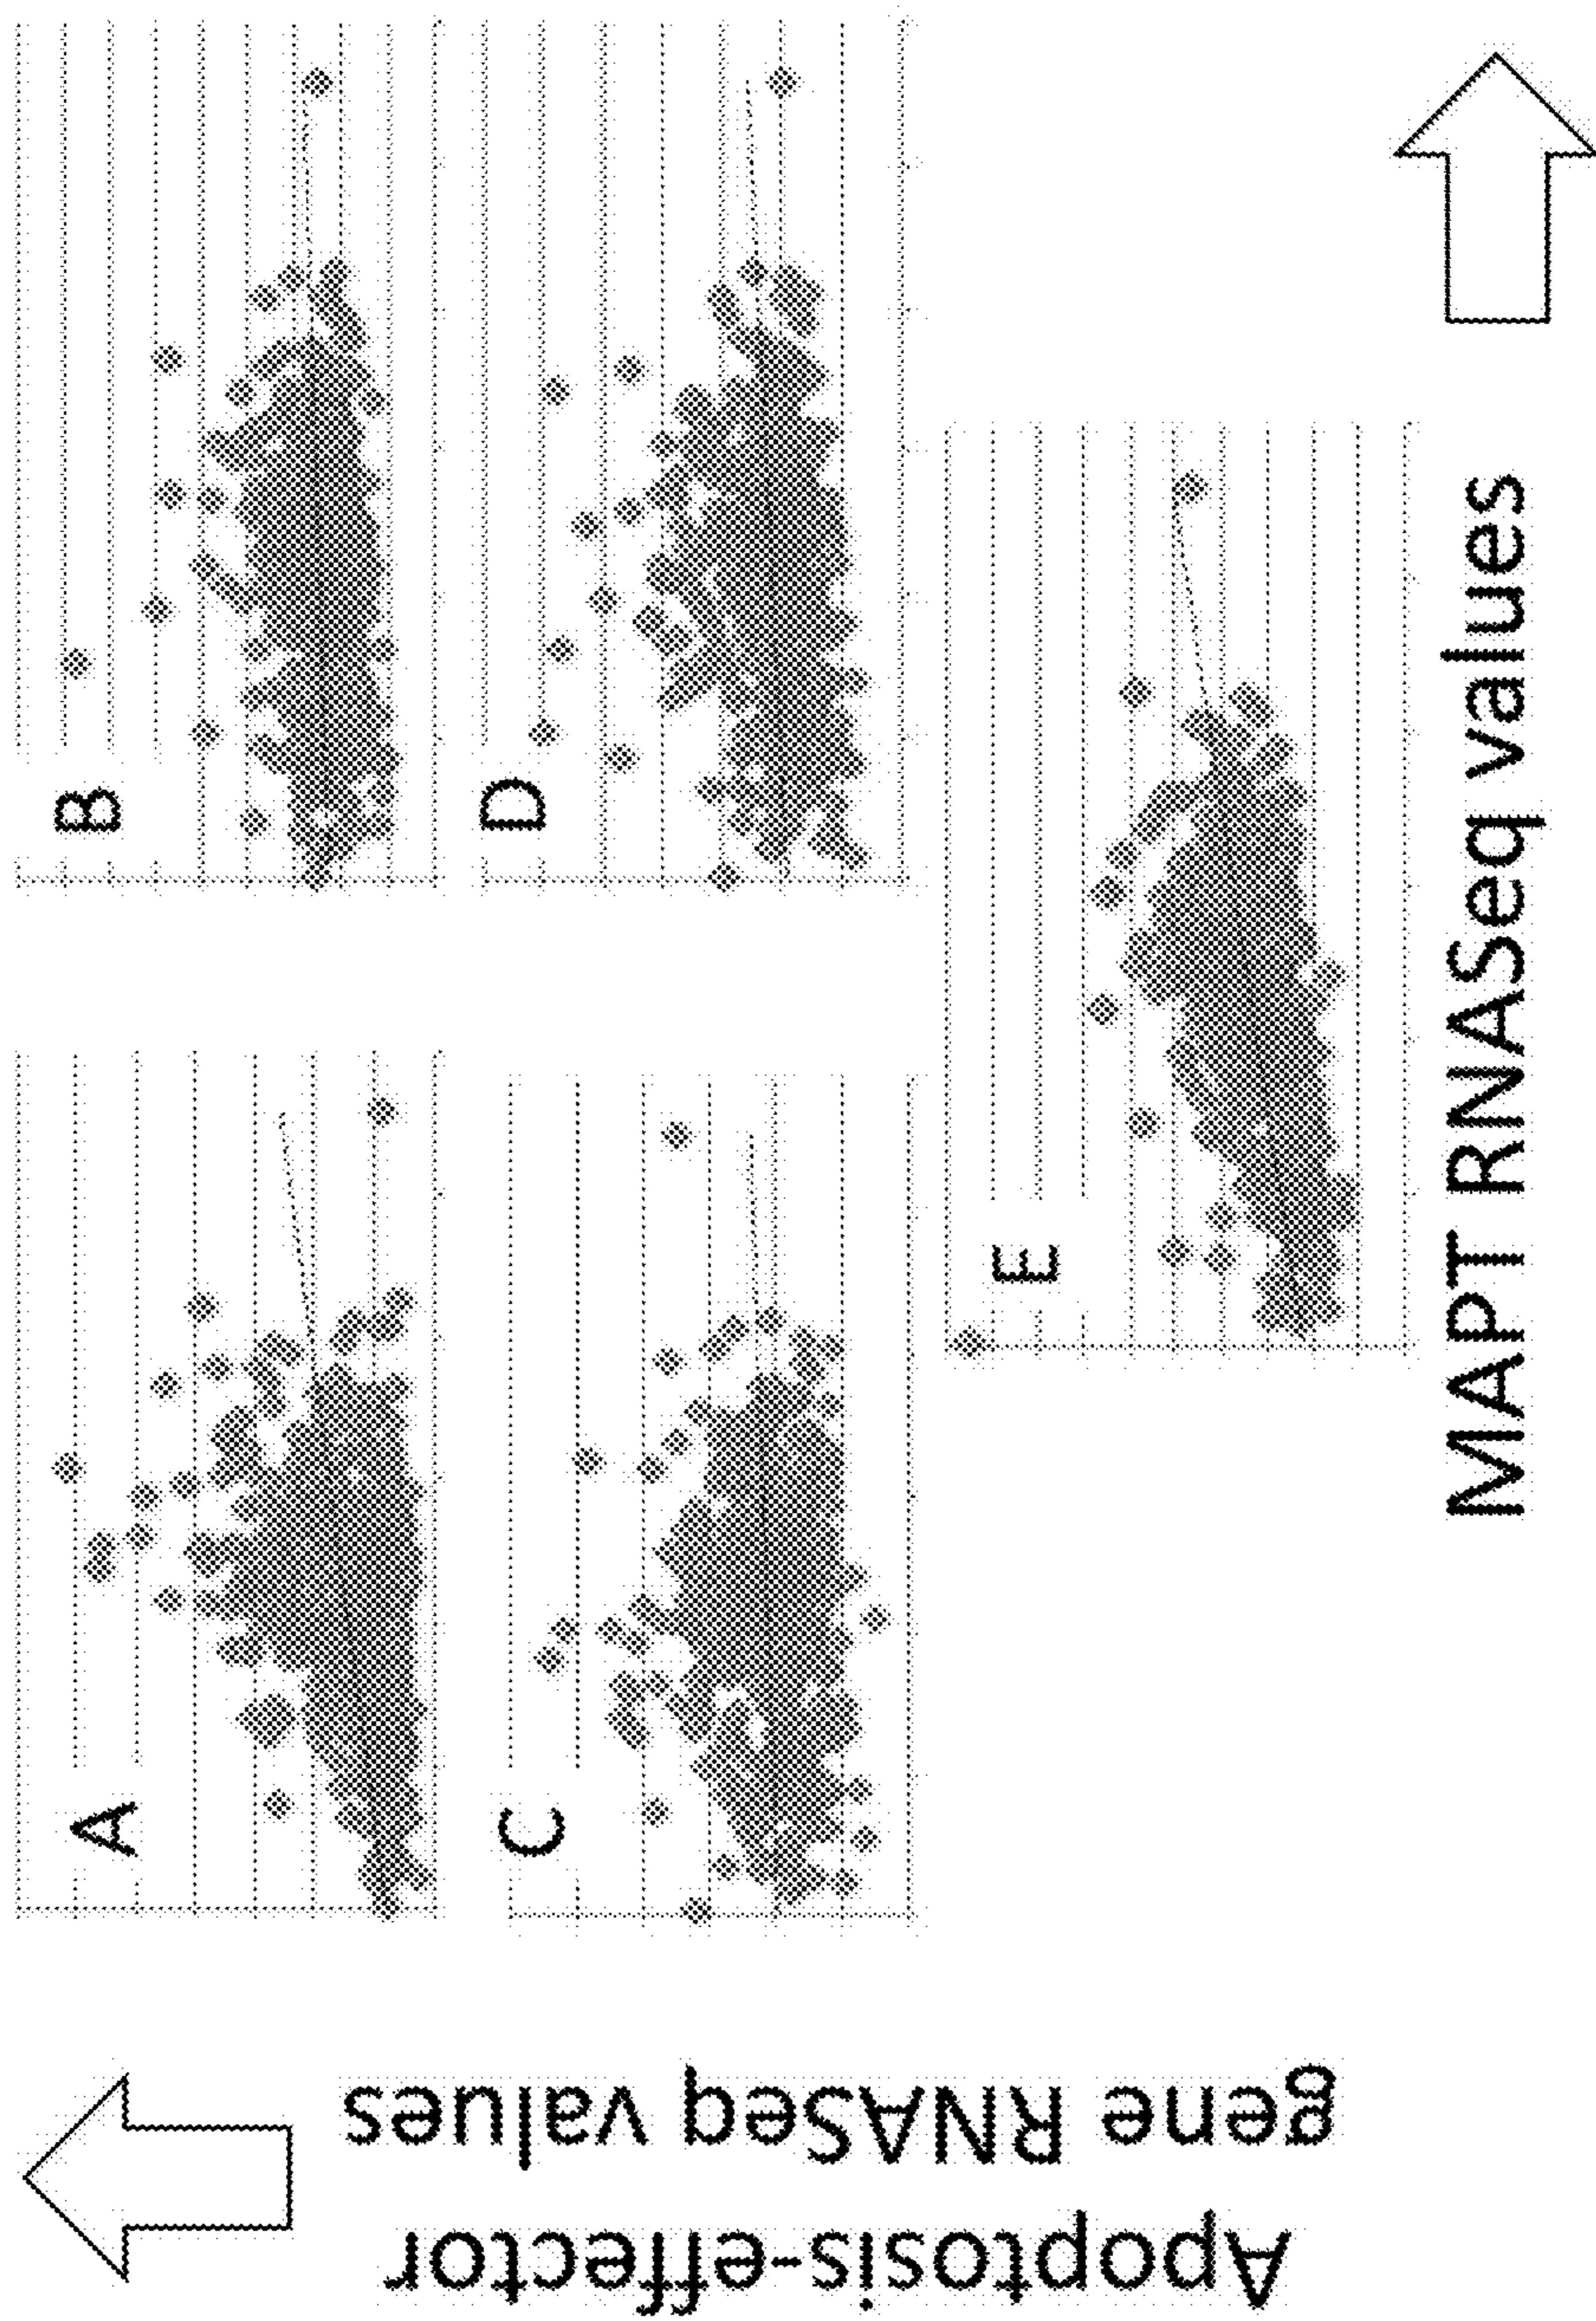 A
B
C
D
E
Apoptosis-effector
gene RNASeq values
MAPT RNASeq values